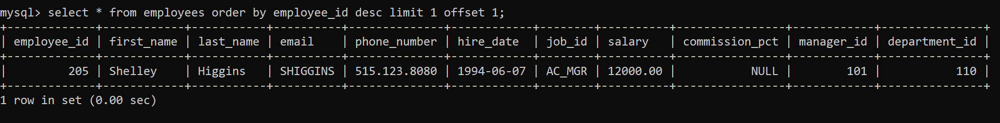 mysql> select * from employees order by employee_id desc limit 1 offset 1;
+-------------+------------+-----------+----------+--------------+------------+--------+----------+----------------+------------+---------------+
| employee_id | first_name | last_name | email    | phone_number | hire_date  | job_id | salary   | commission_pct | manager_id | department_id |
+-------------+------------+-----------+----------+--------------+------------+--------+----------+----------------+------------+---------------+
|         205 | Shelley    | Higgins   | SHIGGINS | 515.123.8080 | 1994-06-07 | AC_MGR | 12000.00 |           NULL |        101 |           110 |
+-------------+------------+-----------+----------+--------------+------------+--------+----------+----------------+------------+---------------+
1 row in set (0.00 sec)